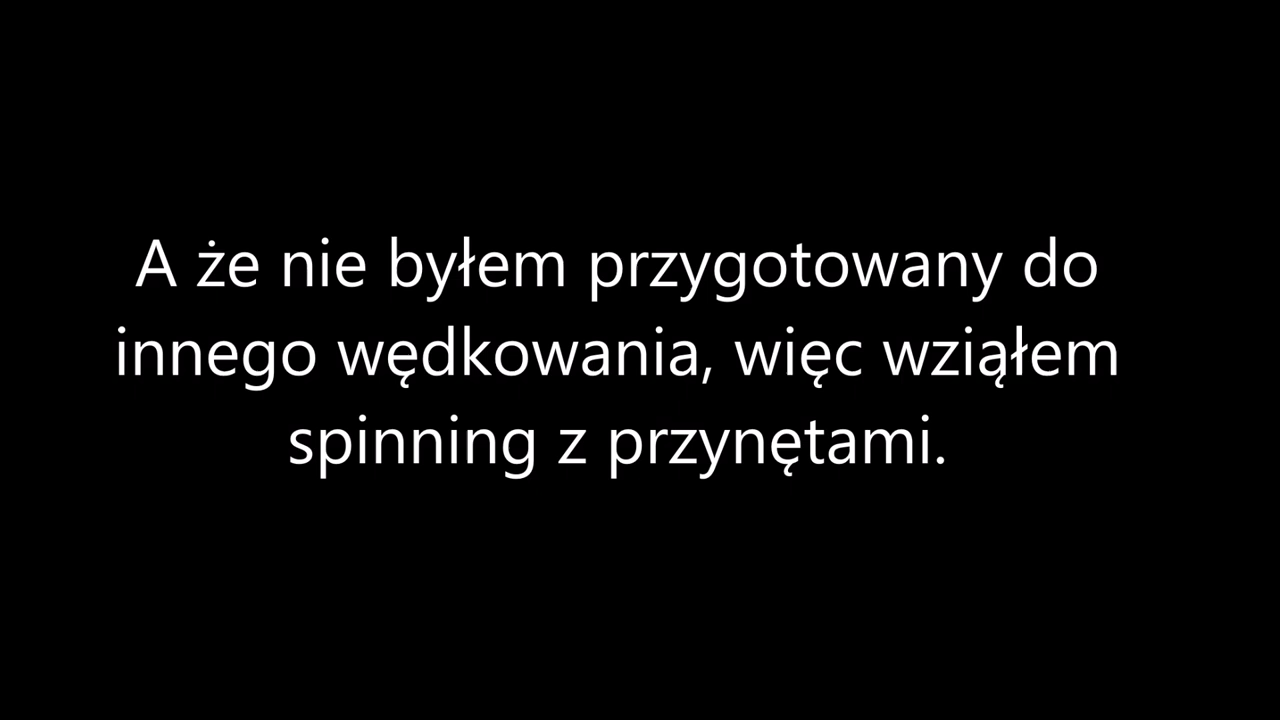 A że nie byłem przygotowany do
innego wędkowania, więc wziąłem
spinning z przynętami.